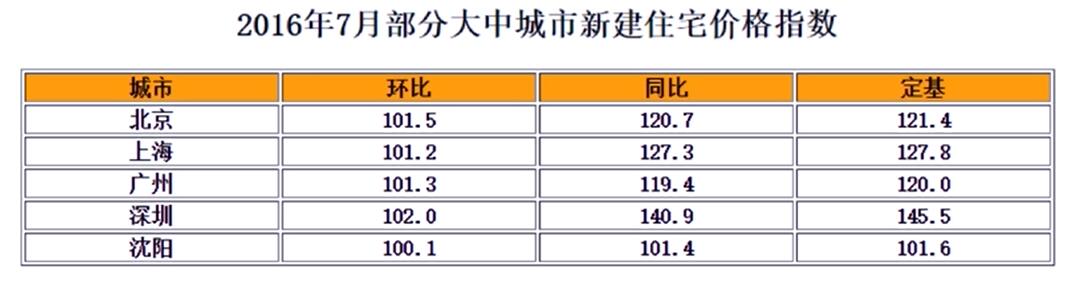 2016年7月部分大中城市新建住宅价格指数
城市 环比 同比 定基
北京 101.5 120.7 121.4
上海 101.2 127.3 127.8
广州 101.3 119.4 120.0
深圳 102.0 140.9 145.5
沈阳 100.1 101.4 101.6